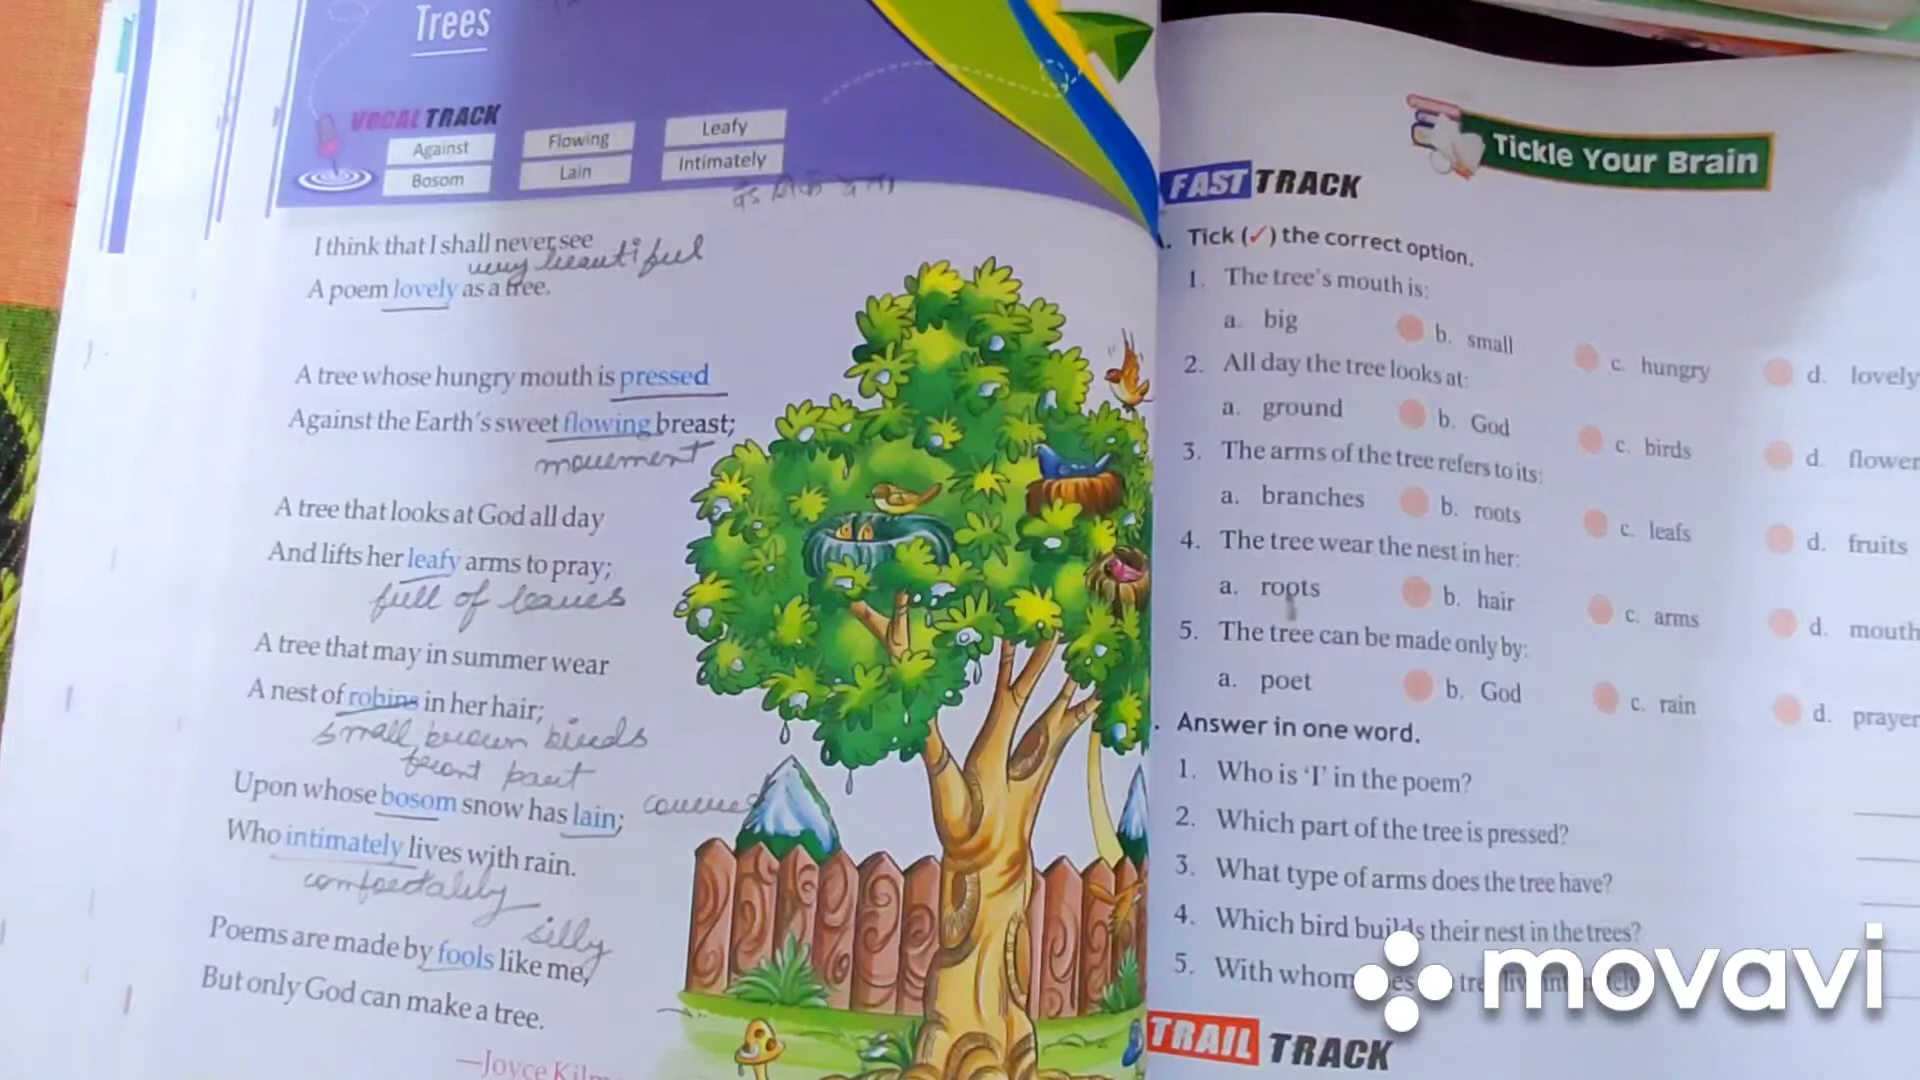 Trees
VOCAL TRACK
Against Flowing Leafy
Bosom Lain Intimately
I think that I shall never see
very beautiful
A poem lovely as a tree.
A tree whose hungry mouth is pressed
Against the Earth's sweet flowing breast;
movement
A tree that looks at God all day
And lifts her leafy arms to pray;
full of leaves
A tree that may in summer wear
A nest of robins in her hair;
small brown birds
front part
Upon whose bosom snow has lain;
Who intimately lives with rain.
comfortably
silly
Poems are made by fools like me,
But only God can make a tree.
—Joyce
Tickle Your Brain
FAST TRACK
Tick (✓) the correct option.
1. The tree's mouth is:
a. big b. small c. hungry d. lovely
2. All day the tree looks at:
a. ground b. God c. birds d. flower
3. The arms of the tree refers to its:
a. branches b. roots c. leafs d. fruits
4. The tree wear the nest in her:
a. roots b. hair c. arms d. mouth
5. The tree can be made only by:
a. poet b. God c. rain d. prayer
Answer in one word.
1. Who is 'I' in the poem?
2. Which part of the tree is pressed?
3. What type of arms does the tree have?
4. Which bird builds their nest in the trees?
5. With whom
movavi
TRAIL TRACK